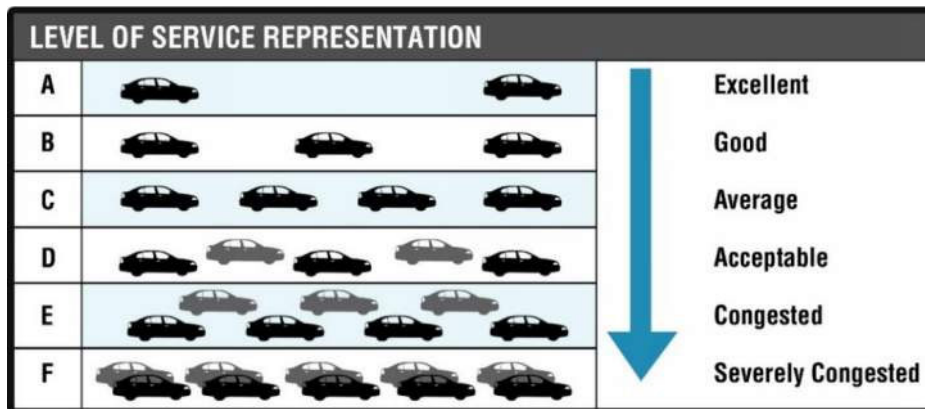 LEVEL OF SERVICE REPRESENTATION
A Excellent
B Good
C Average
D Acceptable
E Congested
F Severely Congested